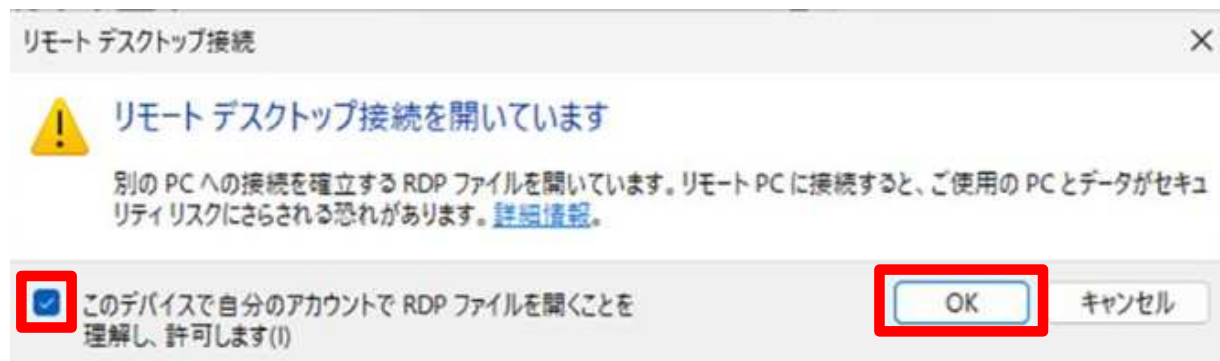 リモート デスクトップ接続
リモート デスクトップ接続を開いています
別の PC への接続を確立する RDP ファイルを開いています。リモート PC に接続すると、ご使用の PC とデータがセキュ
リティ リスクにさらされる恐れがあります。詳細情報。
このデバイスで自分のアカウントで RDP ファイルを開くことを
理解し、許可します(I)
OK
キャンセル